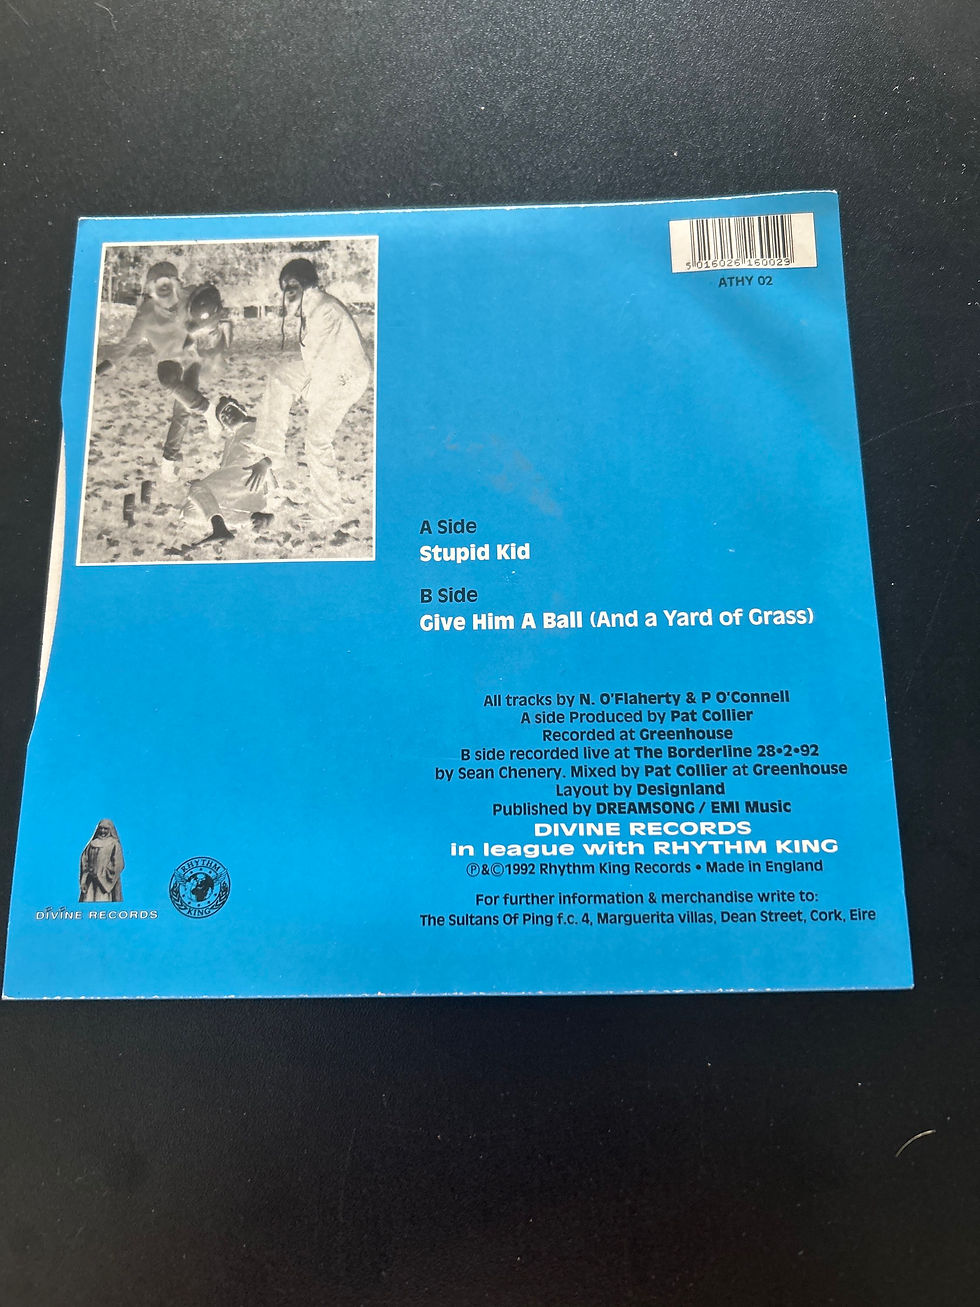 5 016026 160023
ATHY 02
A Side
Stupid Kid
B Side
Give Him A Ball (And a Yard of Grass)
All tracks by N. O'Flaherty & P O'Connell
A side Produced by Pat Collier
Recorded at Greenhouse
B side recorded live at The Borderline 28•2•92
by Sean Chenery. Mixed by Pat Collier at Greenhouse
Layout by Designland
Published by DREAMSONG / EMI Music
DIVINE RECORDS
in league with RHYTHM KING
℗&©1992 Rhythm King Records • Made in England
For further information & merchandise write to:
The Sultans Of Ping f.c. 4, Marguerita villas, Dean Street, Cork, Eire
DIVINE RECORDS
RHYTHM
KING